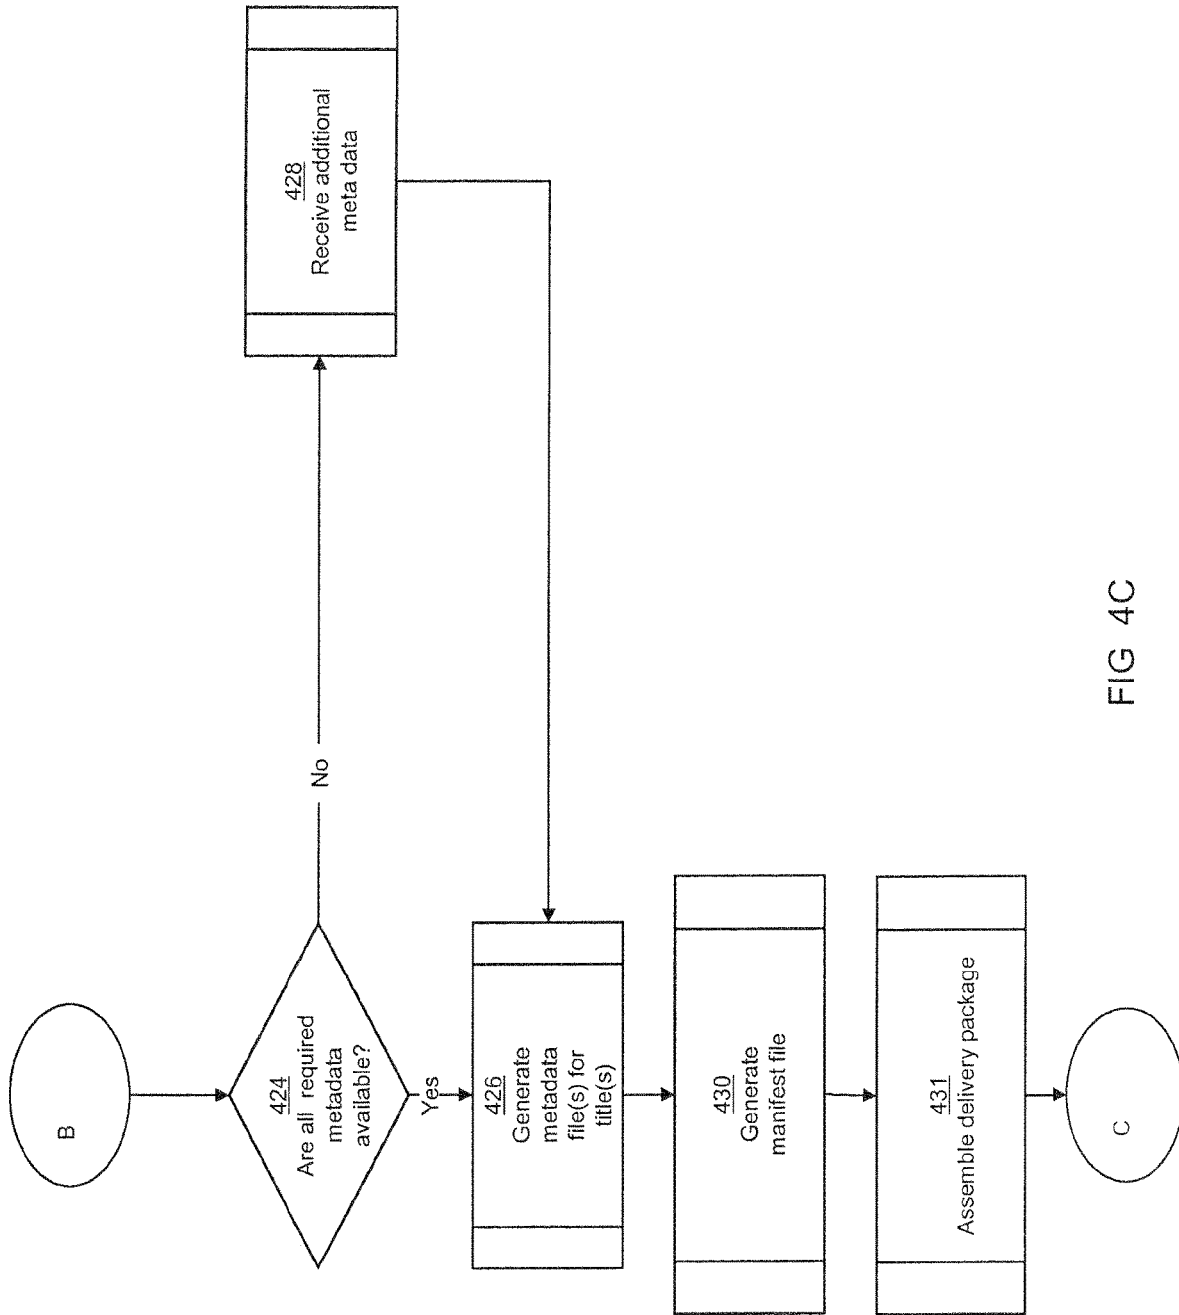 B
424
Are all required
metadata
available?
No
428
Receive additional
meta data
Yes
426
Generate
metadata
file(s) for
title(s)
430
Generate
manifest file
431
Assemble delivery package
C
FIG 4C